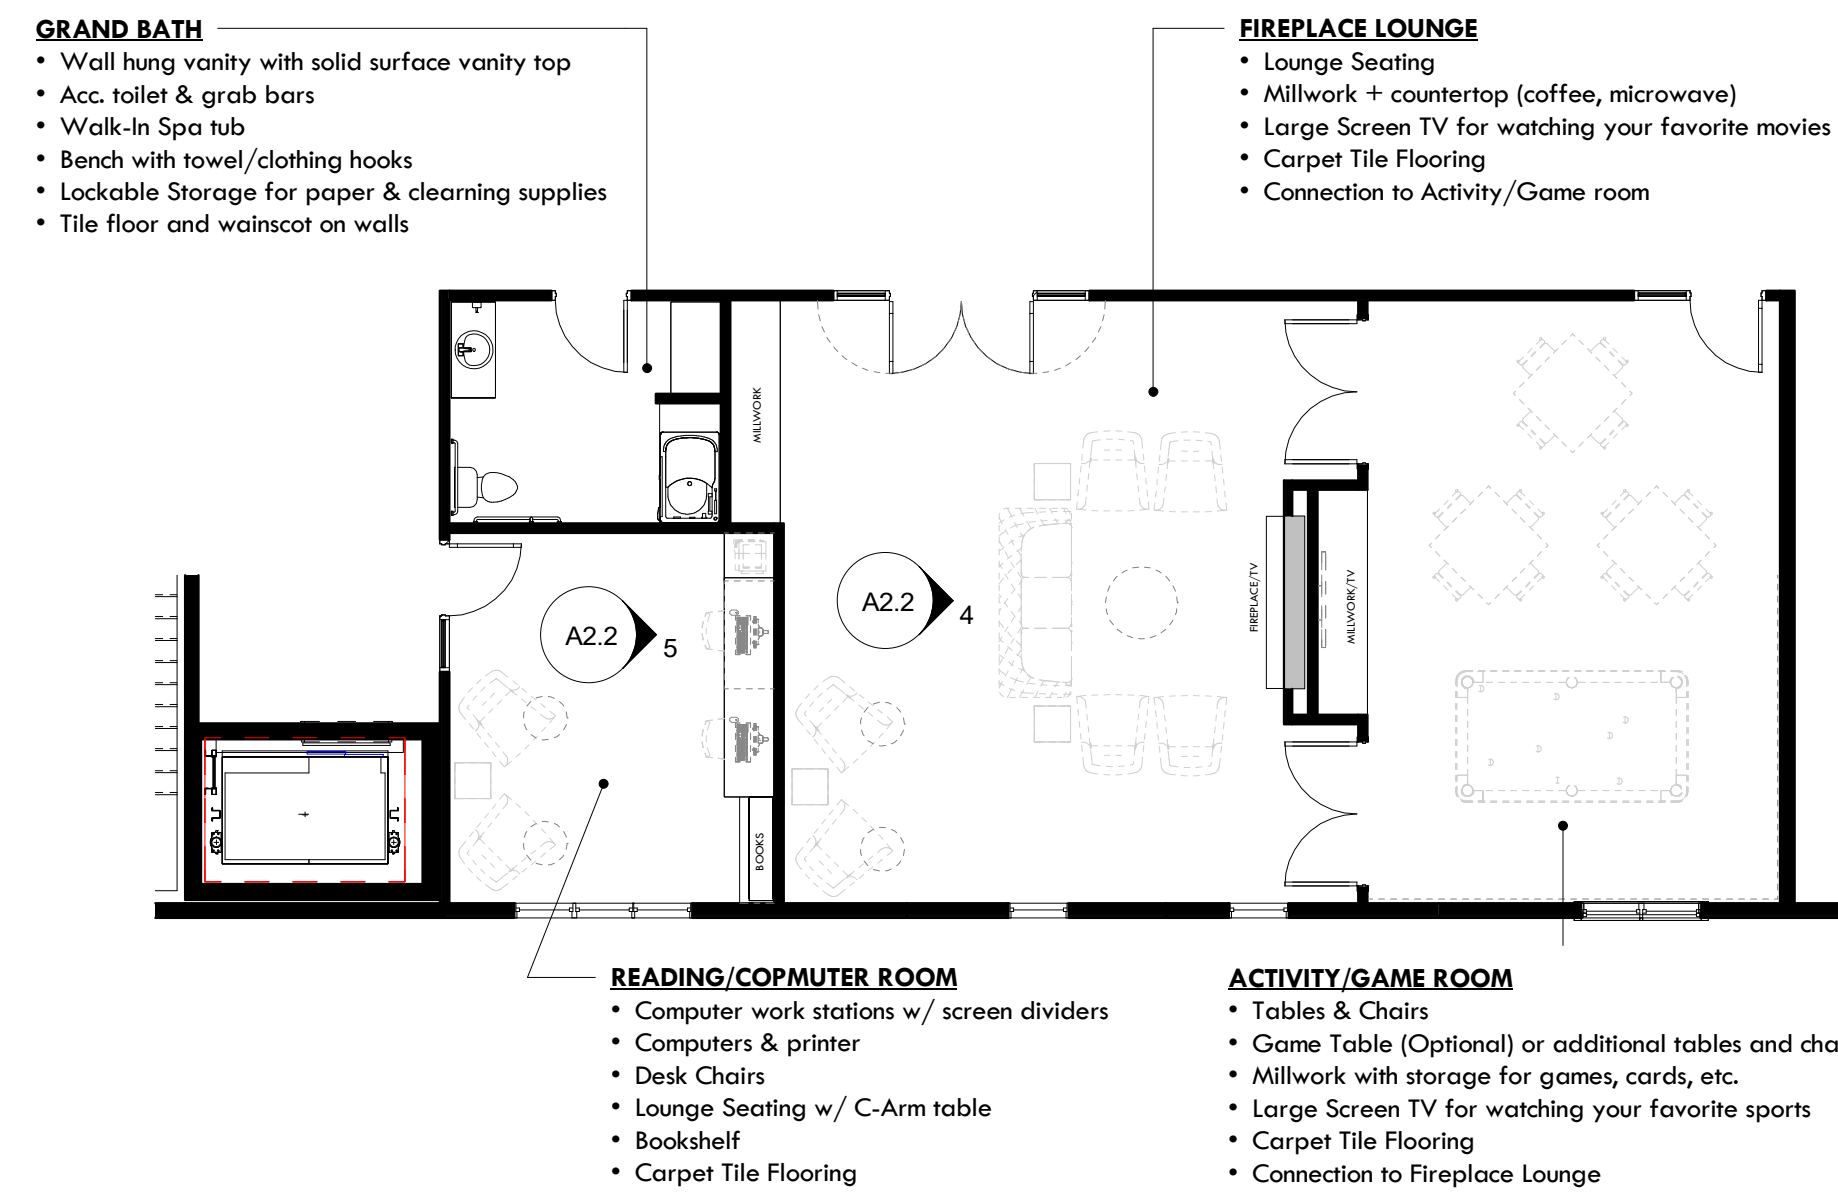 GRAND BATH
• Wall hung vanity with solid surface vanity top
• Acc. toilet & grab bars
• Walk-In Spa tub
• Bench with towel/clothing hooks
• Lockable Storage for paper & clearning supplies
• Tile floor and wainscot on walls
FIREPLACE LOUNGE
• Lounge Seating
• Millwork + countertop (coffee, microwave)
• Large Screen TV for watching your favorite movies
• Carpet Tile Flooring
• Connection to Activity/Game room
MILLWORK
A2.2
5
A2.2
4
FIREPLACE/TV
MILLWORK/TV
BOOKS
READING/COPMUTER ROOM
• Computer work stations w/ screen dividers
• Computers & printer
• Desk Chairs
• Lounge Seating w/ C-Arm table
• Bookshelf
• Carpet Tile Flooring
ACTIVITY/GAME ROOM
• Tables & Chairs
• Game Table (Optional) or additional tables and cha
• Millwork with storage for games, cards, etc.
• Large Screen TV for watching your favorite sports
• Carpet Tile Flooring
• Connection to Fireplace Lounge